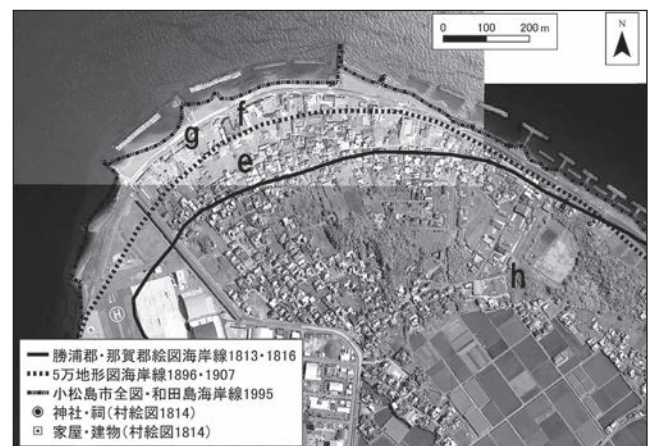 0 100 200 m
N
f
g
e
h
H
勝浦郡・那賀郡絵図海岸線1813・1816
5万地形図海岸線1896・1907
小松島市全図・和田島海岸線1995
神社・祠(村絵図1814)
家屋・建物(村絵図1814)